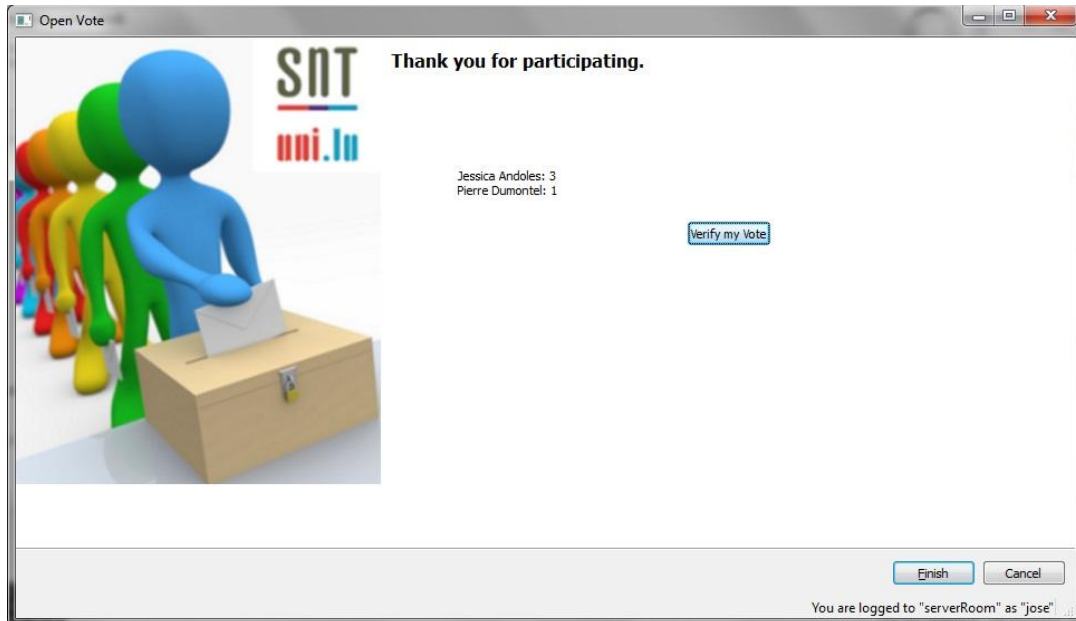 Open Vote
SNT
uni.lu
Thank you for participating.
Jessica Andoles: 3
Pierre Dumontel: 1
Verify my Vote
Finish
Cancel
You are logged to "serverRoom" as "jose"